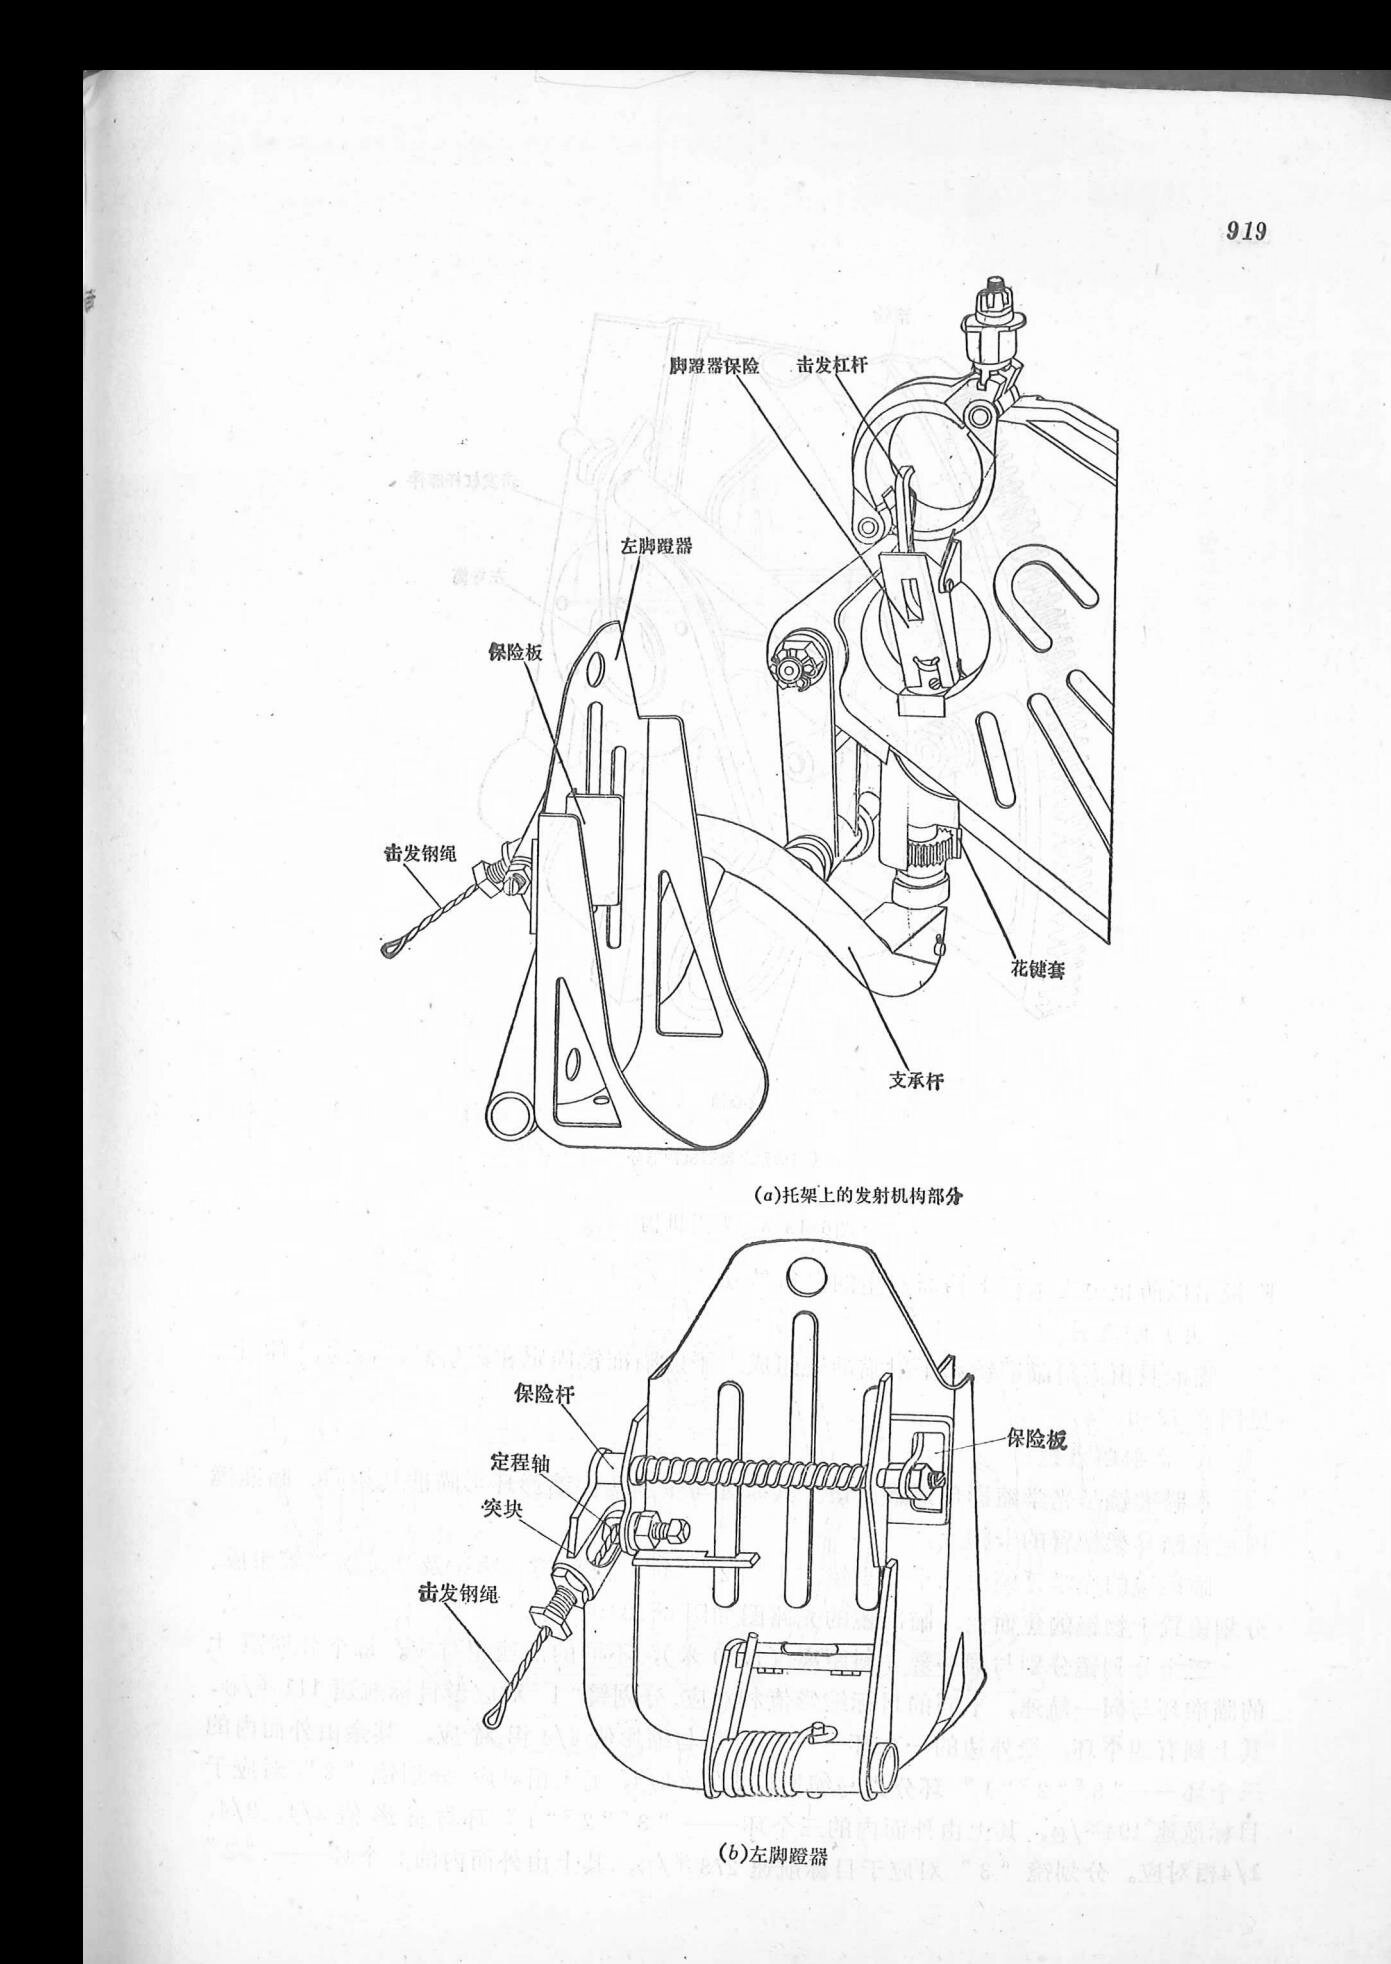 919
脚蹬器保险
击发杠杆
左脚蹬器
保险板
击发钢绳
花键套
支承杆
(a)托架上的发射机构部分
保险杆
保险板
定程轴
突块
击发钢绳
(b)左脚蹬器